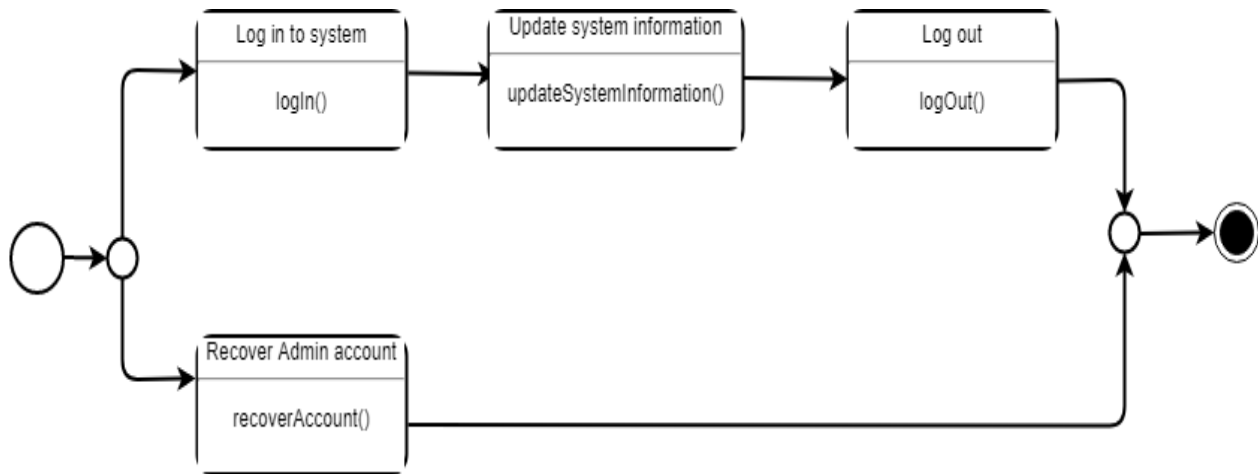 Log in to system
logIn()
Update system information
updateSystemInformation()
Log out
logOut()
Recover Admin account
recoverAccount()